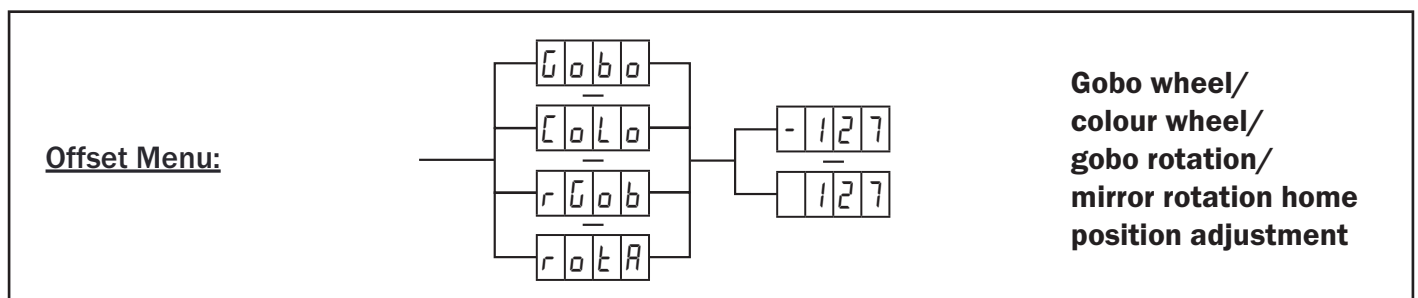 Offset Menu:
Gobo
CoLo
rGob
rotA
-127
127
Gobo wheel/
colour wheel/
gobo rotation/
mirror rotation home
position adjustment